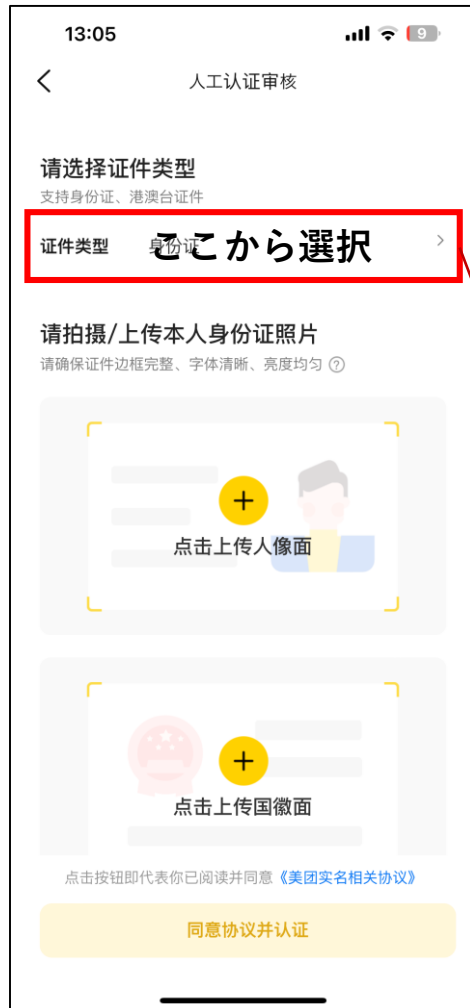 13:05
9
人工认证审核
请选择证件类型
支持身份证、港澳台证件
证件类型 身份证
ここから選択
请拍摄/上传本人身份证照片
请确保证件边框完整、字体清晰、亮度均匀 ?
点击上传人像面
点击上传国徽面
点击按钮即代表你已阅读并同意《美团实名相关协议》
同意协议并认证